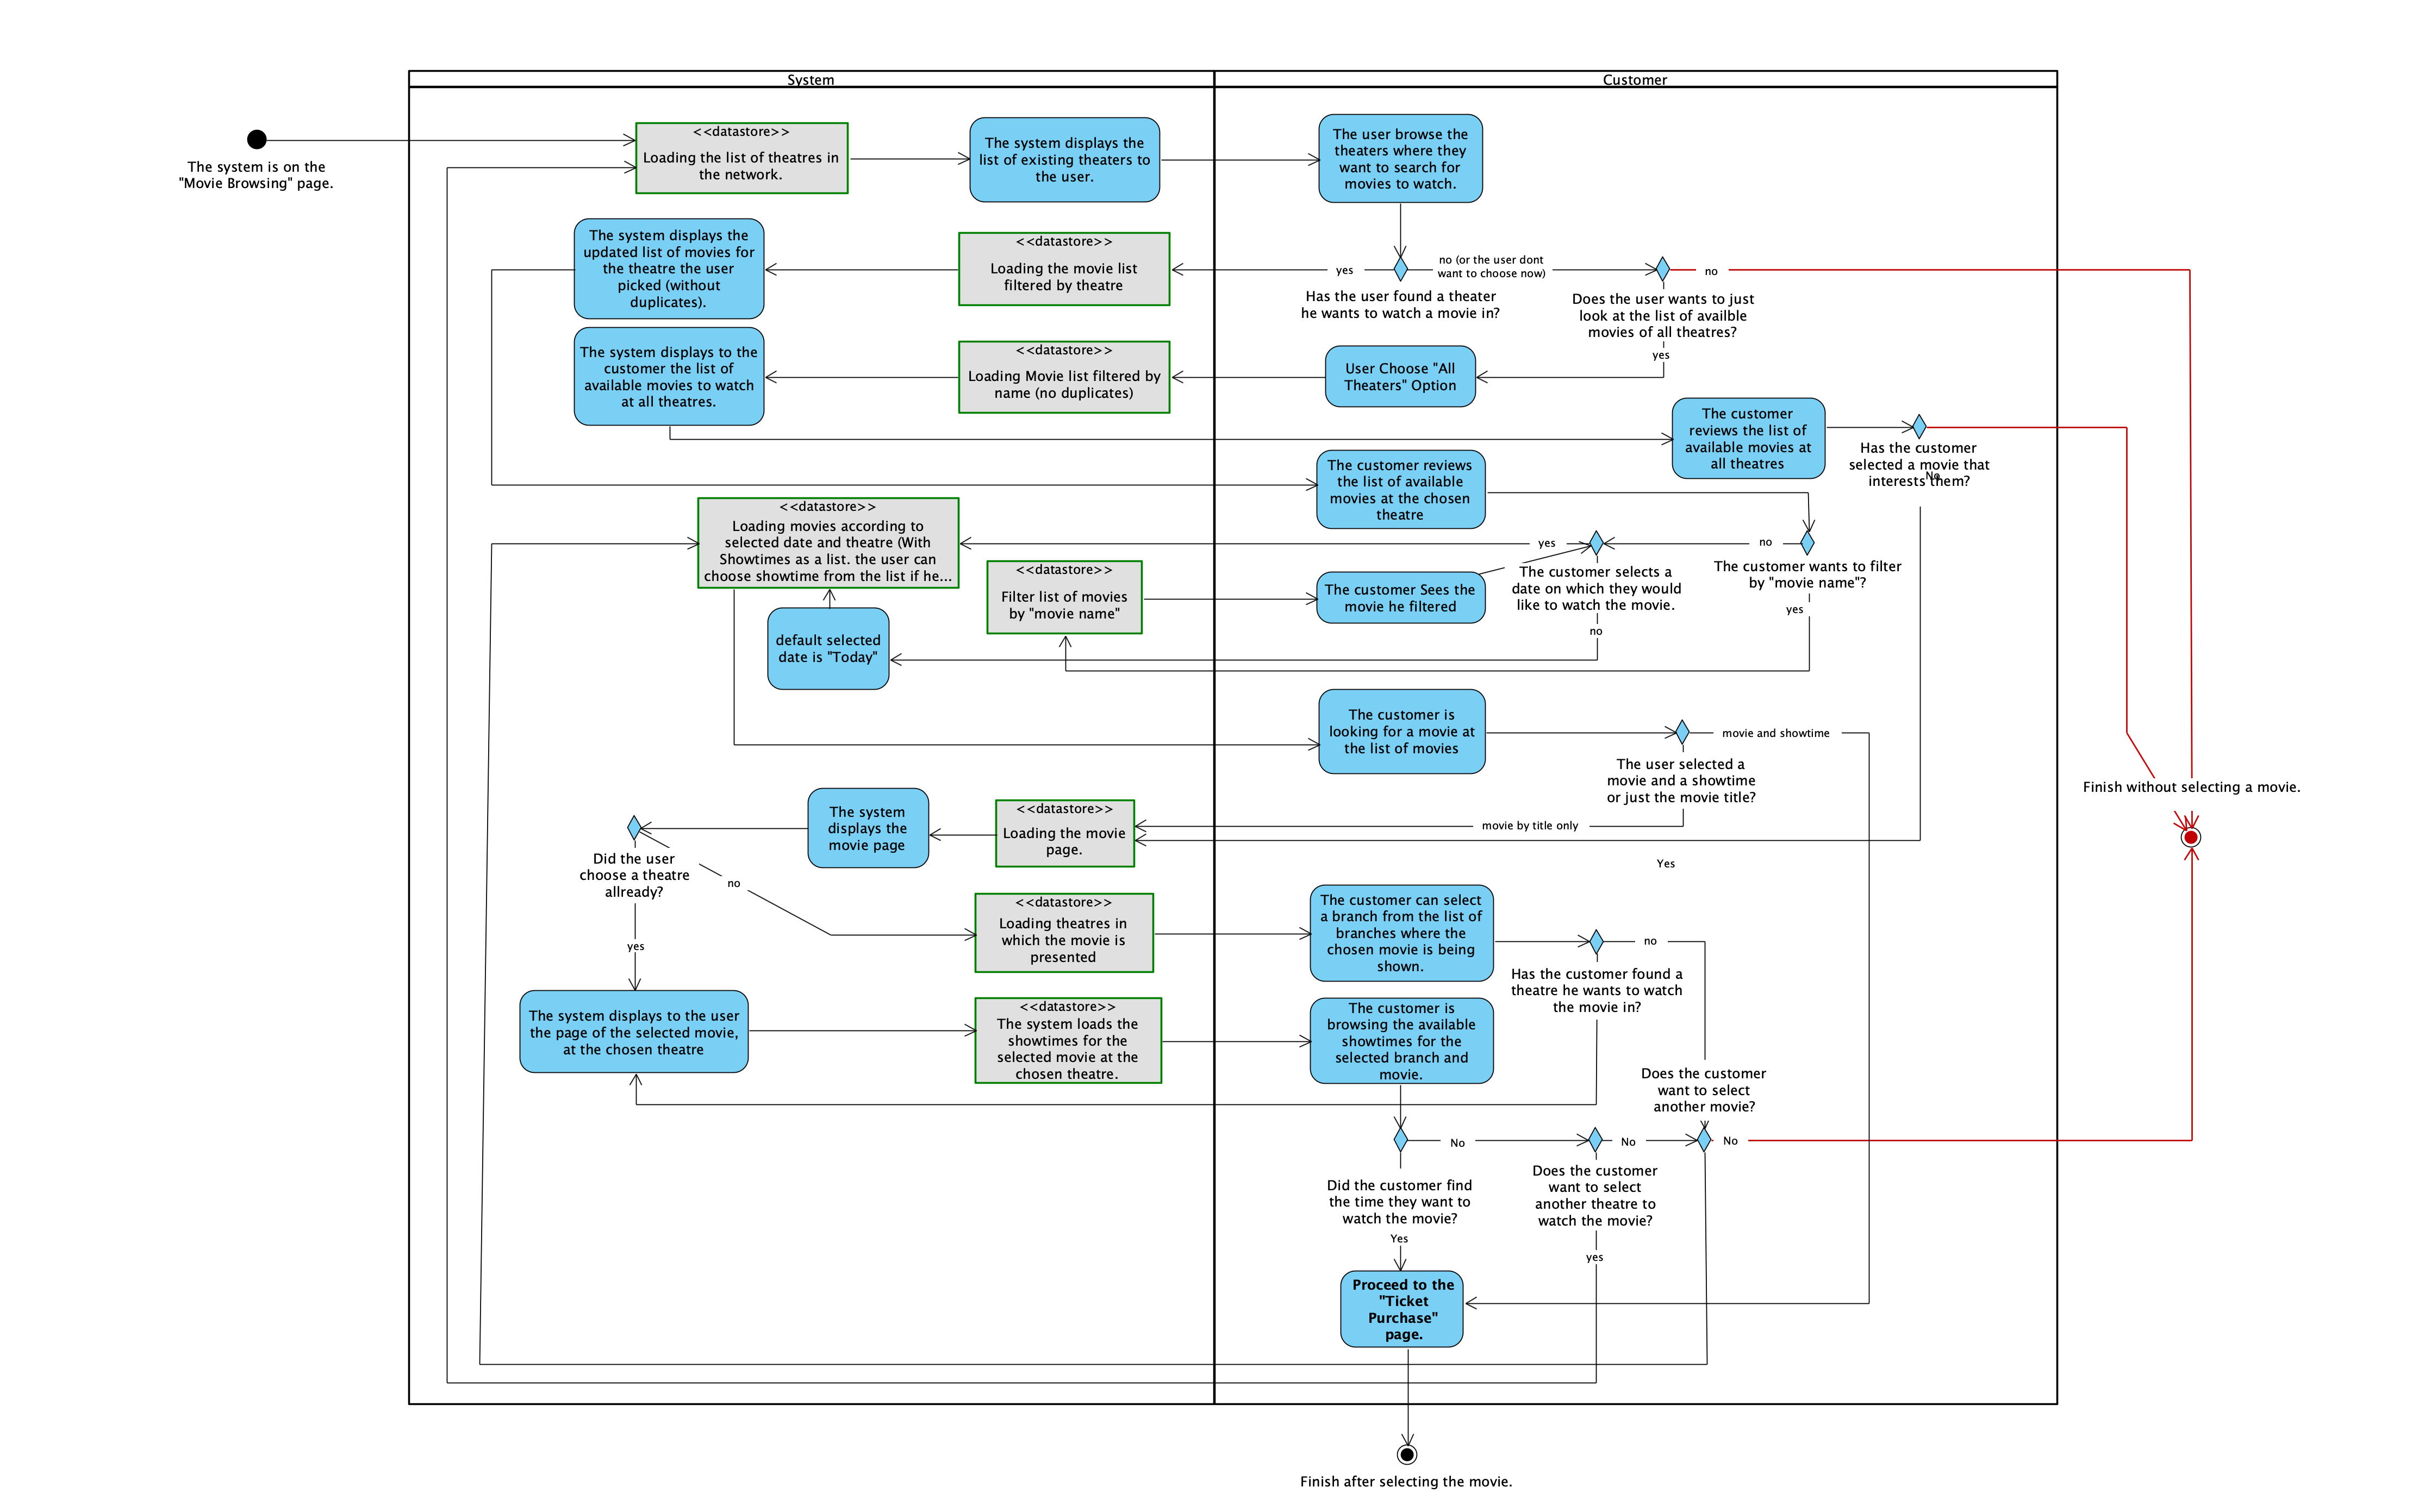 System
Customer
The system is on the
"Movie Browsing" page.
<<datastore>>
Loading the list of theatres in
the network.
The system displays the
list of existing theaters to
the user.
The user browse the
theaters where they
want to search for
movies to watch.
The system displays the
updated list of movies for
the theatre the user
picked (without
duplicates).
<<datastore>>
Loading the movie list
filtered by theatre
yes
Has the user found a theater
he wants to watch a movie in?
no (or the user dont
want to choose now)
Does the user wants to just
look at the list of availble
movies of all theatres?
no
yes
The system displays to the
customer the list of
available movies to watch
at all theatres.
<<datastore>>
Loading Movie list filtered by
name (no duplicates)
User Choose "All
Theaters" Option
The customer
reviews the list of
available movies at
all theatres
Has the customer
selected a movie that
interests them?
No
The customer reviews
the list of available
movies at the chosen
theatre
<<datastore>>
Loading movies according to
selected date and theatre (With
Showtimes as a list. the user can
choose showtime from the list if he...
yes
no
The customer wants to filter
by "movie name"?
yes
<<datastore>>
Filter list of movies
by "movie name"
The customer Sees the
movie he filtered
The customer selects a
date on which they would
like to watch the movie.
no
default selected
date is "Today"
The customer is
looking for a movie at
the list of movies
movie and showtime
The user selected a
movie and a showtime
or just the movie title?
movie by title only
Finish without selecting a movie.
<<datastore>>
Loading the movie
page.
The system
displays the
movie page
Did the user
choose a theatre
allready?
no
yes
Yes
<<datastore>>
Loading theatres in
which the movie is
presented
The customer can select
a branch from the list of
branches where the
chosen movie is being
shown.
no
Has the customer found a
theatre he wants to watch
the movie in?
The system displays to the user
the page of the selected movie,
at the chosen theatre
<<datastore>>
The system loads the
showtimes for the
selected movie at the
chosen theatre.
The customer is
browsing the available
showtimes for the
selected branch and
movie.
Does the customer
want to select
another movie?
No
No
No
Did the customer find
the time they want to
watch the movie?
Yes
Does the customer
want to select
another theatre to
watch the movie?
yes
Proceed to the
"Ticket
Purchase"
page.
Finish after selecting the movie.